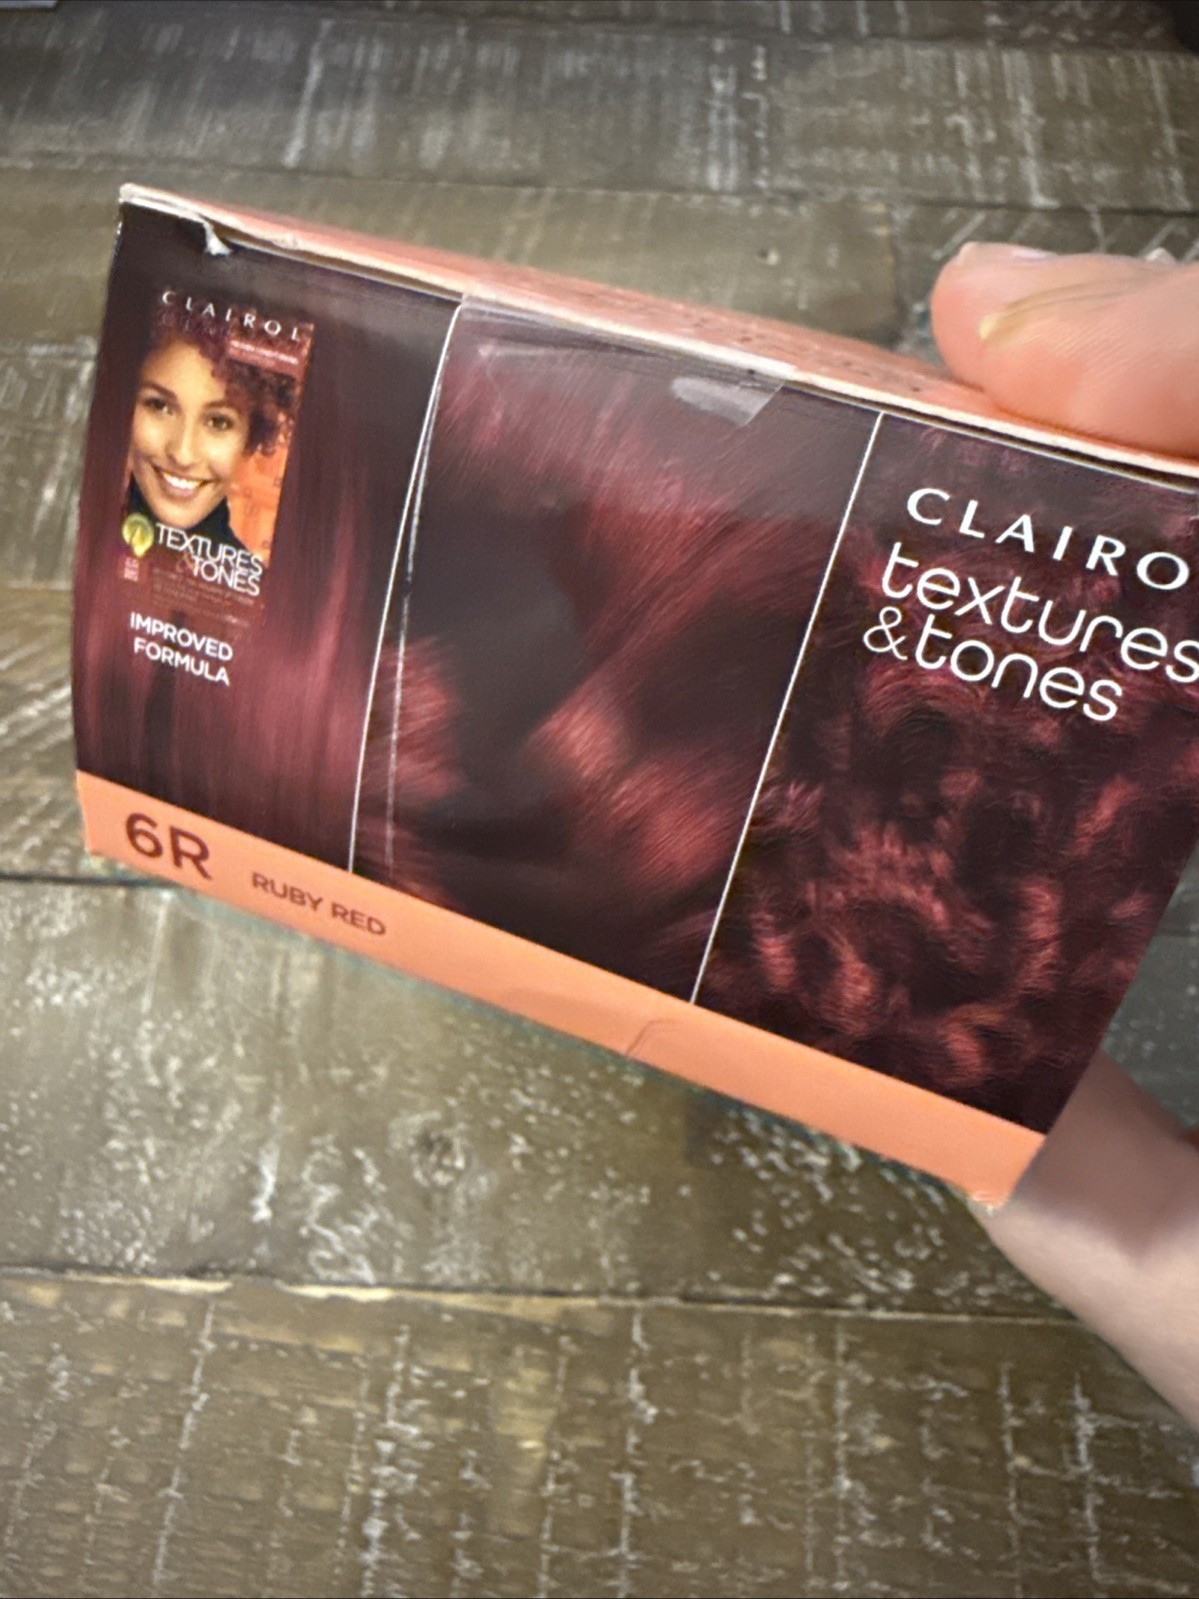 CLAIROL
TEXTURES
&TONES
IMPROVED
FORMULA
6R RUBY RED
CLAIRO
textures
&tones